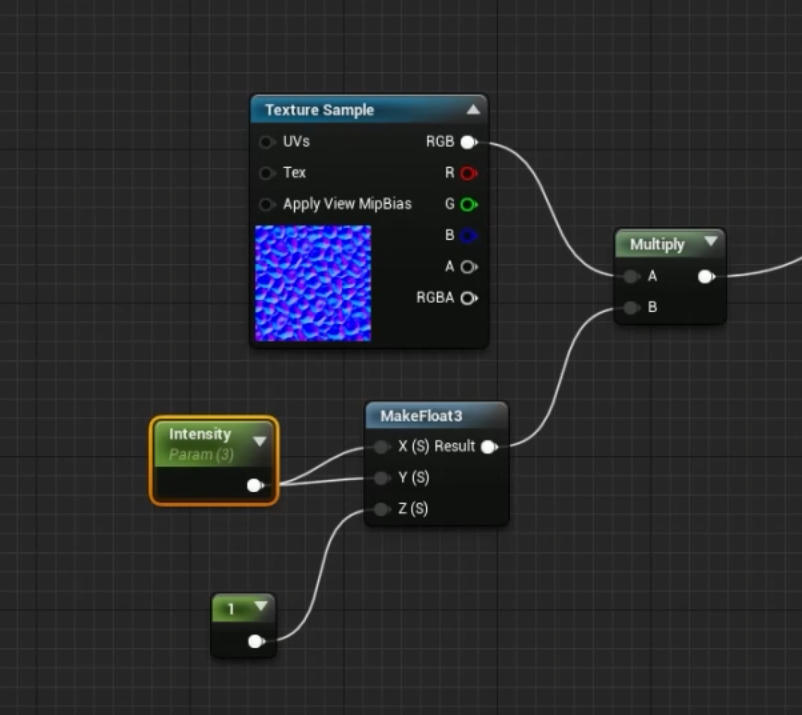 Texture Sample
UVs RGB
Tex R
Apply View MipBias G
B
A
RGBA
Multiply
A
B
Intensity
Param (3)
MakeFloat3
X (S) Result
Y (S)
Z (S)
1